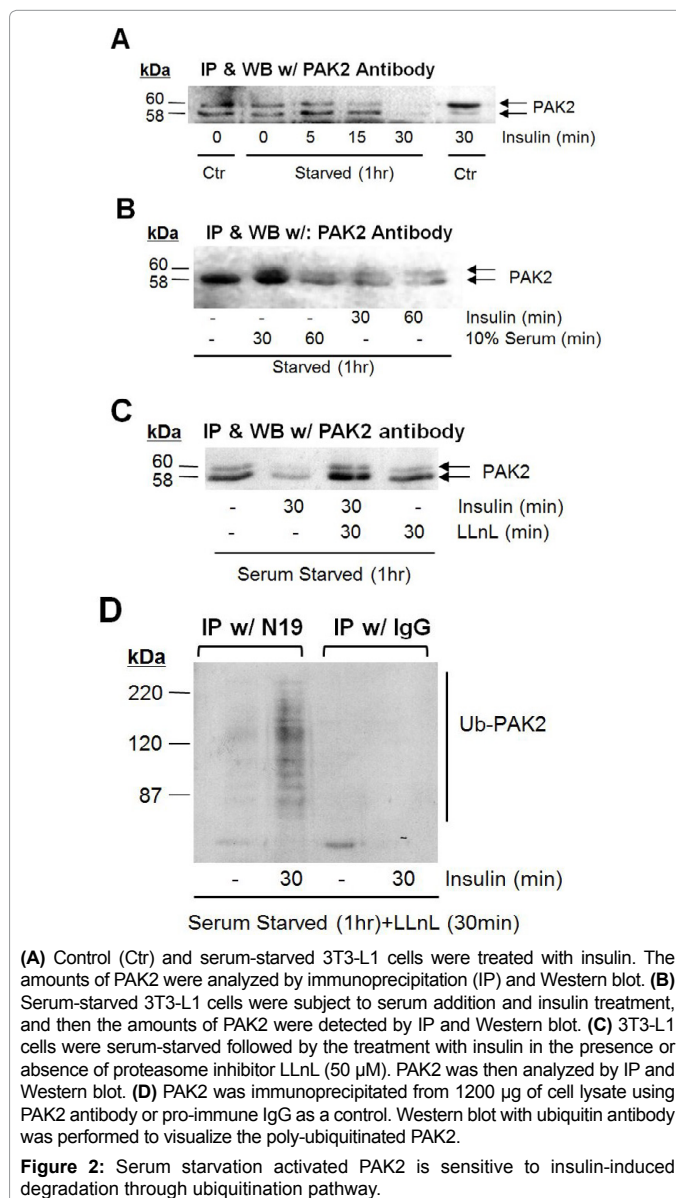 A
IP & WB w/ PAK2 Antibody
kDa
60
58
PAK2
0 0 5 15 30 30 Insulin (min)
Ctr Starved (1hr) Ctr
B
IP & WB w/: PAK2 Antibody
kDa
60
58
PAK2
- - - 30 60 Insulin (min)
- 30 60 - - 10% Serum (min)
Starved (1hr)
C
IP & WB w/ PAK2 antibody
kDa
60
58
PAK2
- 30 30 - Insulin (min)
- - 30 30 LLnL (min)
Serum Starved (1hr)
D
IP w/ N19 IP w/ IgG
kDa
220
120
87
Ub-PAK2
- 30 - 30 Insulin (min)
Serum Starved (1hr)+LLnL (30min)
(A) Control (Ctr) and serum-starved 3T3-L1 cells were treated with insulin. The
amounts of PAK2 were analyzed by immunoprecipitation (IP) and Western blot. (B)
Serum-starved 3T3-L1 cells were subject to serum addition and insulin treatment,
and then the amounts of PAK2 were detected by IP and Western blot. (C) 3T3-L1
cells were serum-starved followed by the treatment with insulin in the presence or
absence of proteasome inhibitor LLnL (50 μM). PAK2 was then analyzed by IP and
Western blot. (D) PAK2 was immunoprecipitated from 1200 μg of cell lysate using
PAK2 antibody or pro-immune IgG as a control. Western blot with ubiquitin antibody
was performed to visualize the poly-ubiquitinated PAK2.
Figure 2: Serum starvation activated PAK2 is sensitive to insulin-induced
degradation through ubiquitination pathway.